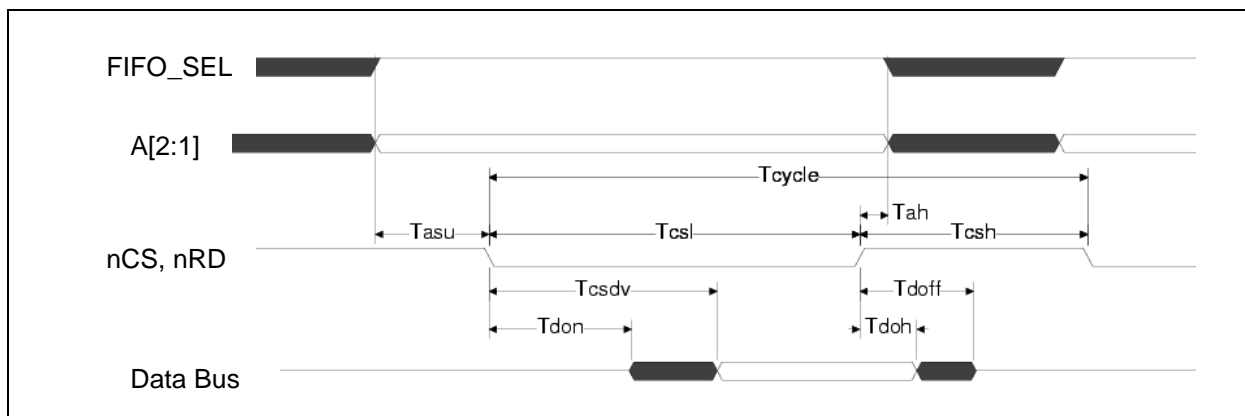 FIFO_SEL
A[2:1]
Tcycle
Tah
Tasu
Tcsl
Tcsh
nCS, nRD
Tcsdv
Tdoff
Tdon
Tdoh
Data Bus